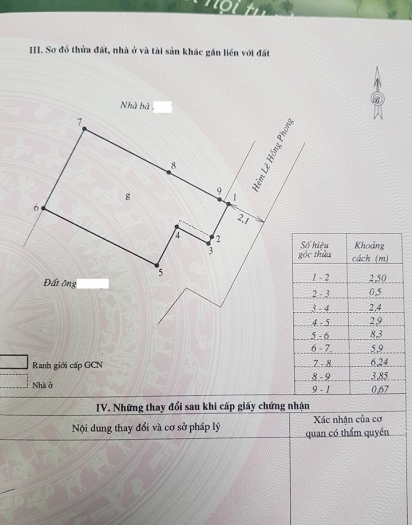 III. Sơ đồ thửa đất, nhà ở và tài sản khác gắn liền với đất
Nhà bà
Hẻm Lê Hồng Phong
7
8
9
1
g
2,1
6
4
2
3
5
Đất ông
Số hiệu góc thửa
Khoảng cách (m)
1 - 2 2,50
2 - 3 0,5
3 - 4 2,4
4 - 5 2,9
5 - 6 8,3
6 - 7 5,9
7 - 8 6,24
8 - 9 3,85
9 - 1 0,67
Ranh giới cấp GCN
Nhà ở
IV. Những thay đổi sau khi cấp giấy chứng nhận
Nội dung thay đổi và cơ sở pháp lý
Xác nhận của cơ
quan có thẩm quyền